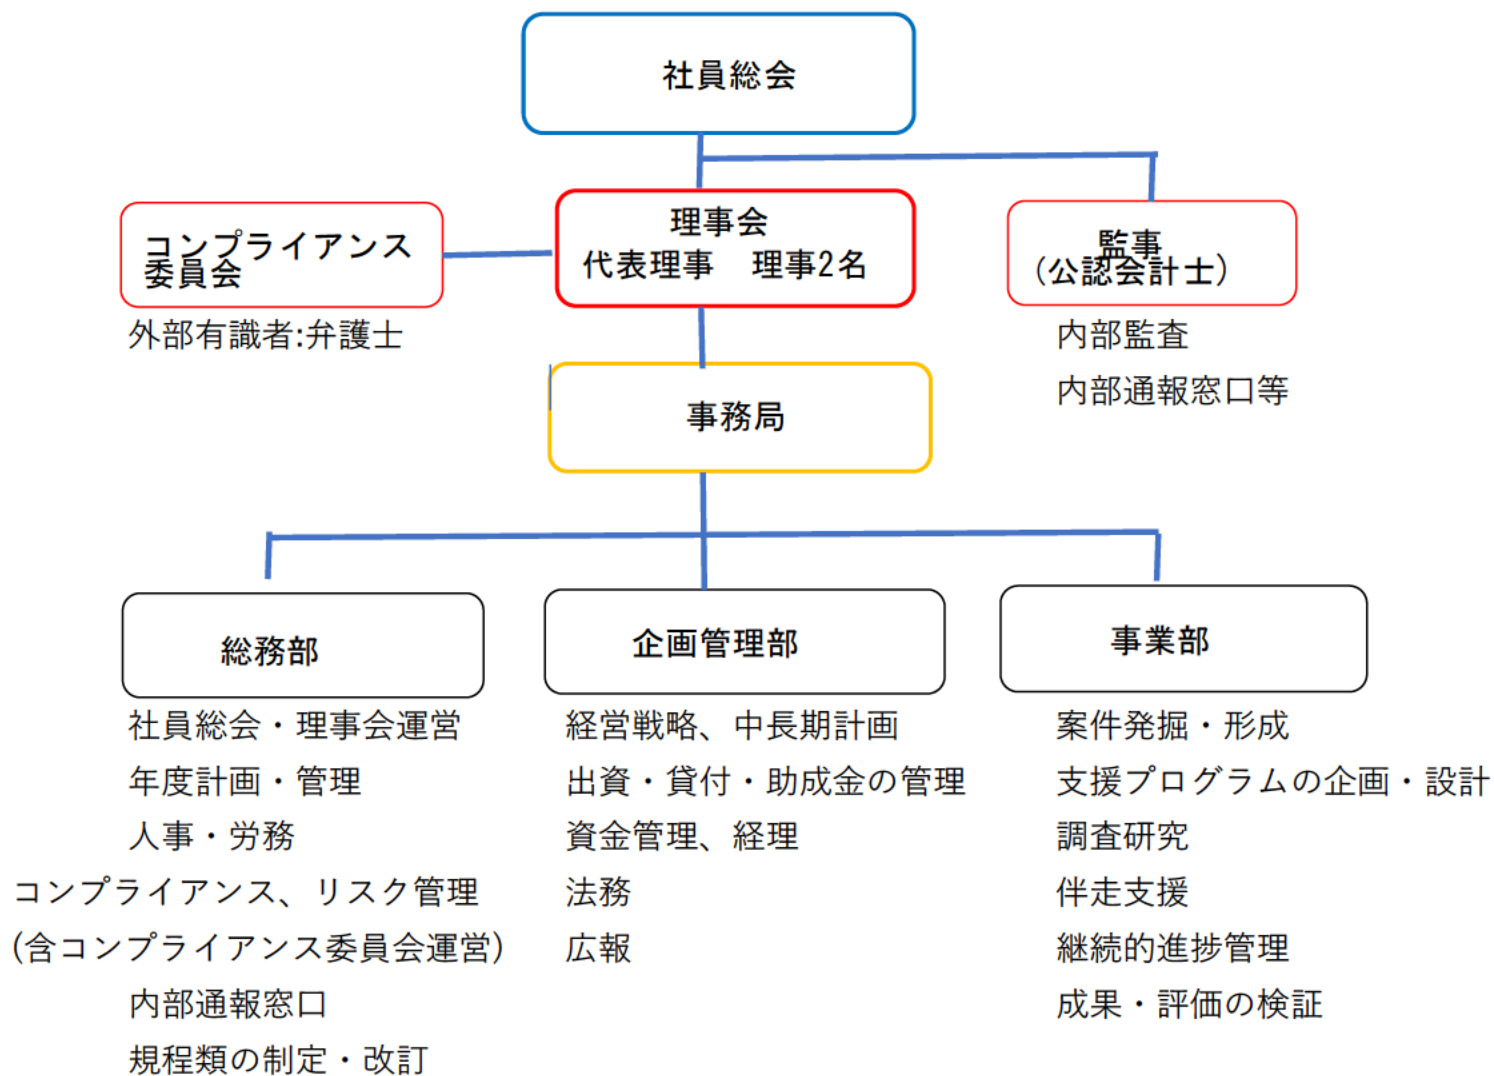 社員総会
コンプライアンス
委員会
外部有識者:弁護士
理事会
代表理事　理事2名
監事
（公認会計士）
内部監査
内部通報窓口等
事務局
総務部
社員総会・理事会運営
年度計画・管理
人事・労務
コンプライアンス、リスク管理
(含コンプライアンス委員会運営)
内部通報窓口
規程類の制定・改訂
企画管理部
経営戦略、中長期計画
出資・貸付・助成金の管理
資金管理、経理
法務
広報
事業部
案件発掘・形成
支援プログラムの企画・設計
調査研究
伴走支援
継続的進捗管理
成果・評価の検証